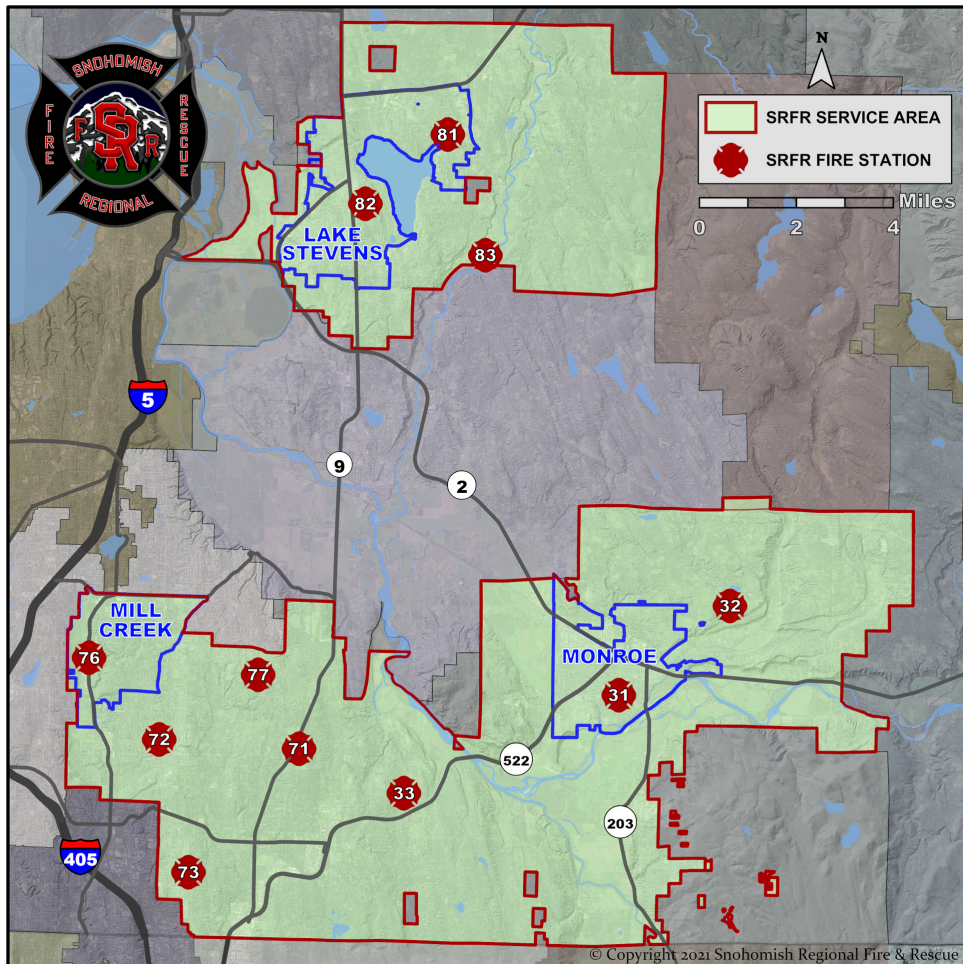 SNOHOMISH
FIRE
RESCUE
SRFR
REGIONAL
N
SRFR SERVICE AREA
SRFR FIRE STATION
Miles
0 2 4
81
82
LAKE
STEVENS
83
5
9
2
MILL
CREEK
32
76
MONROE
77
31
72
71
522
33
203
405
73
© Copyright 2021 Snohomish Regional Fire & Rescue